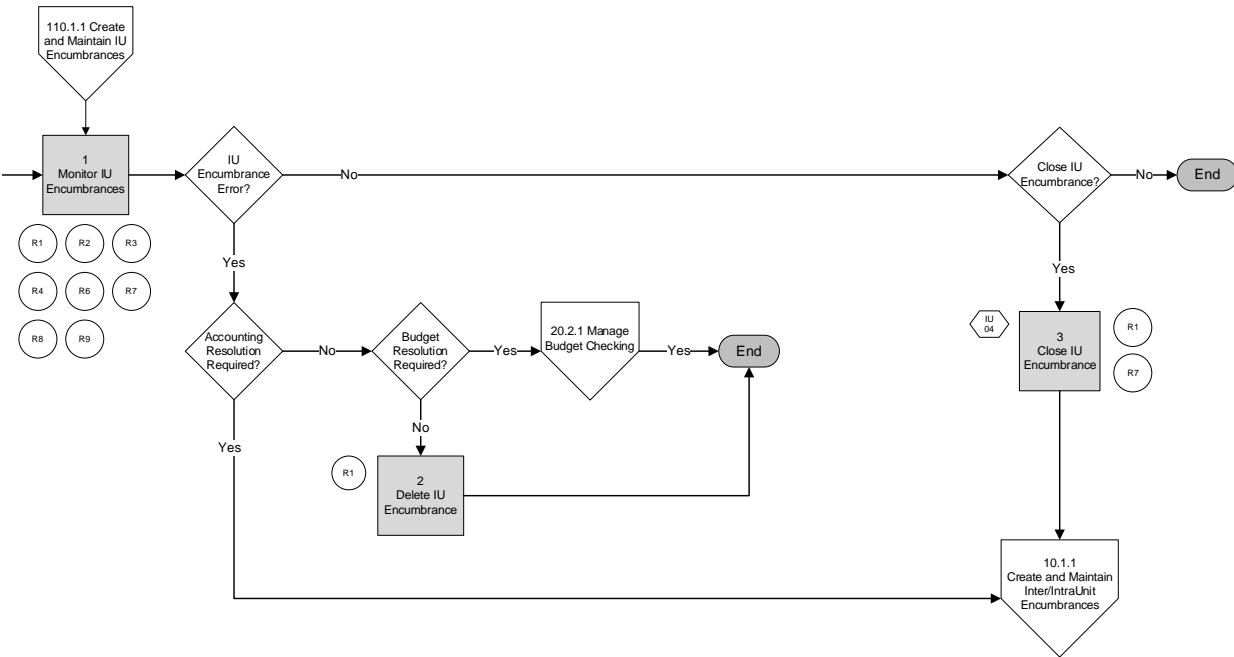 110.1.1 Create
and Maintain IU
Encumbrances
1
Monitor IU
Encumbrances
IU
Encumbrance
Error?
No
Close IU
Encumbrance?
No
End
R1
R2
R3
R4
R6
R7
R8
R9
Yes
Yes
Accounting
Resolution
Required?
No
Budget
Resolution
Required?
Yes
20.2.1 Manage
Budget Checking
Yes
End
IU
04
3
Close IU
Encumbrance
R1
R7
Yes
No
R1
2
Delete IU
Encumbrance
10.1.1
Create and Maintain
Inter/IntraUnit
Encumbrances